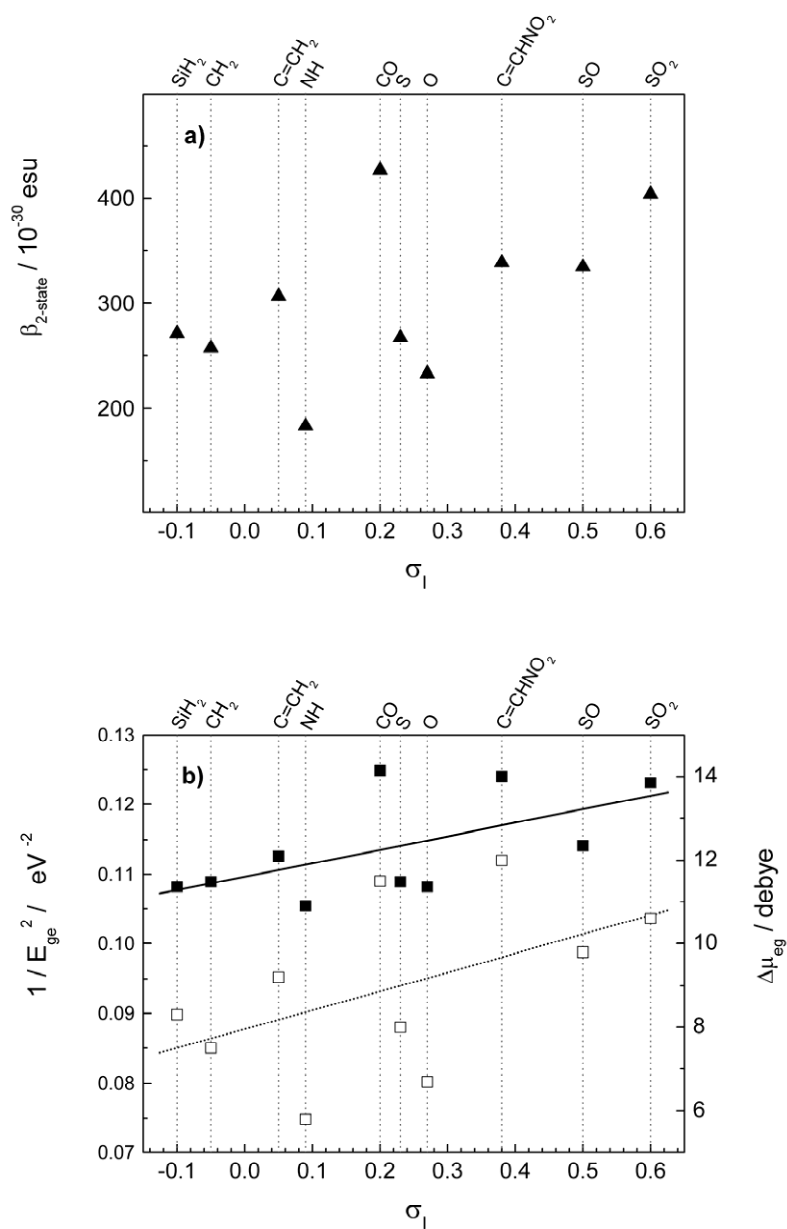 SiH₂ CH₂ C=CH₂ NH CO S O C=CHNO₂ SO SO₂
a)
400
300
200
β₂₋state / 10⁻³⁰ esu
-0.1 0.0 0.1 0.2 0.3 0.4 0.5 0.6
σI
SiH₂ CH₂ C=CH₂ NH CO S O C=CHNO₂ SO SO₂
b)
0.13
0.12
0.11
0.10
0.09
0.08
0.07
1 / Ege² / eV⁻²
14
12
10
8
6
Δμeg / debye
-0.1 0.0 0.1 0.2 0.3 0.4 0.5 0.6
σI